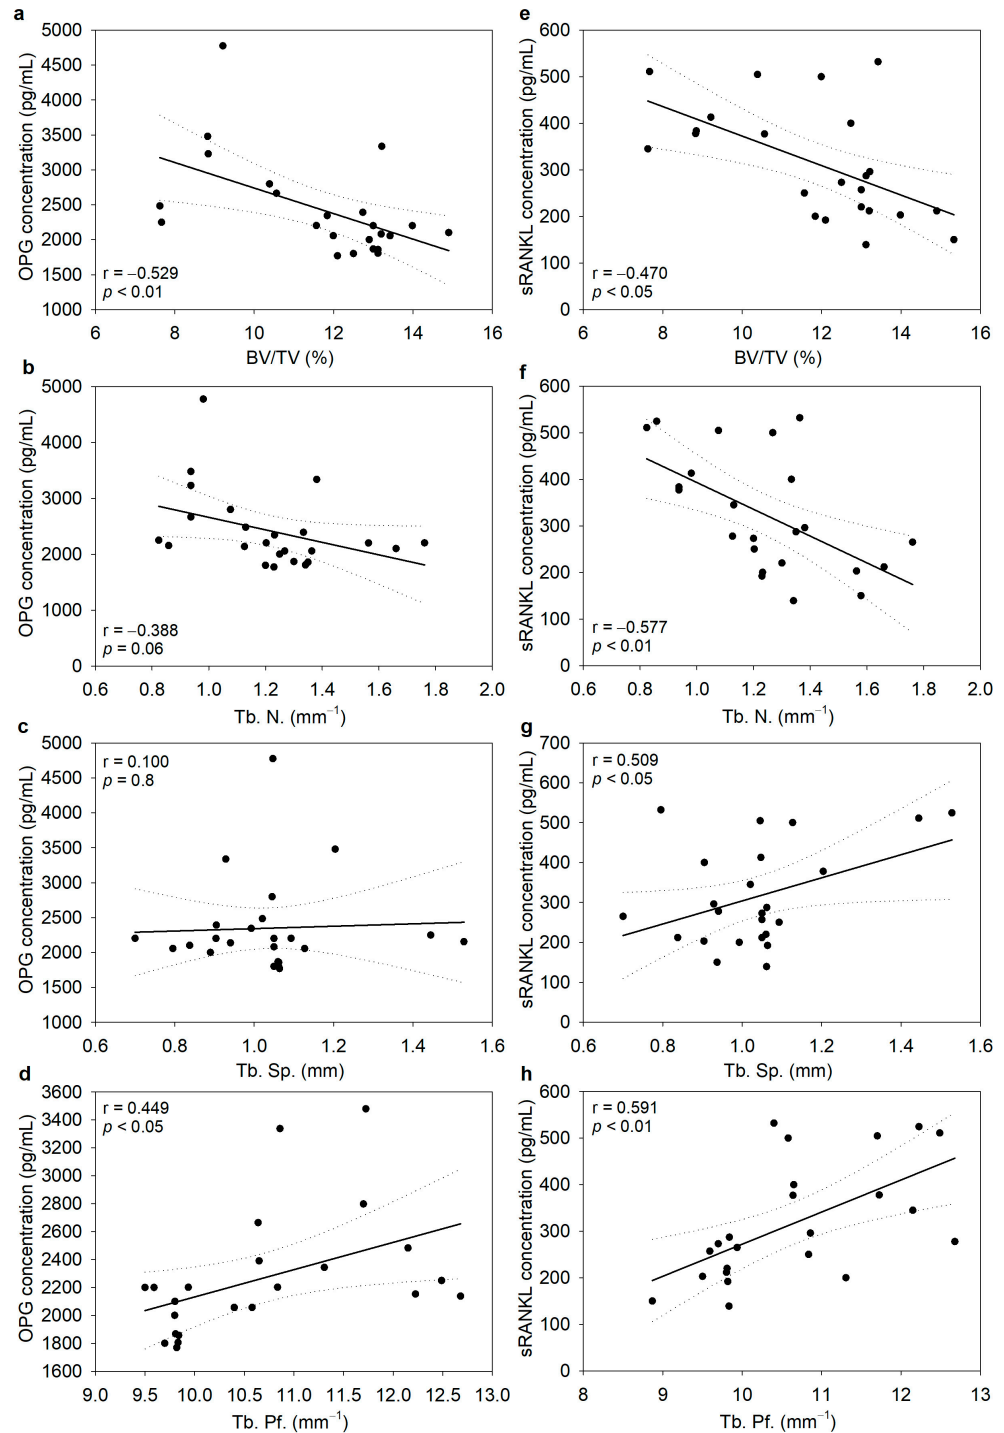 a
OPG concentration (pg/mL)
5000
4500
4000
3500
3000
2500
2000
1500
1000
r = −0.529
p < 0.01
6 8 10 12 14 16
BV/TV (%)
e
sRANKL concentration (pg/mL)
600
500
400
300
200
100
0
r = −0.470
p < 0.05
6 8 10 12 14 16
BV/TV (%)
b
OPG concentration (pg/mL)
5000
4000
3000
2000
1000
0
r = −0.388
p = 0.06
0.6 0.8 1.0 1.2 1.4 1.6 1.8 2.0
Tb. N. (mm−1)
f
sRANKL concentration (pg/mL)
600
500
400
300
200
100
0
r = −0.577
p < 0.01
0.6 0.8 1.0 1.2 1.4 1.6 1.8 2.0
Tb. N. (mm−1)
c
OPG concentration (pg/mL)
5000
4500
4000
3500
3000
2500
2000
1500
1000
r = 0.100
p = 0.8
0.6 0.8 1.0 1.2 1.4 1.6
Tb. Sp. (mm)
g
sRANKL concentration (pg/mL)
700
600
500
400
300
200
100
0
r = 0.509
p < 0.05
0.6 0.8 1.0 1.2 1.4 1.6
Tb. Sp. (mm)
d
OPG concentration (pg/mL)
3600
3400
3200
3000
2800
2600
2400
2200
2000
1800
1600
r = 0.449
p < 0.05
9.0 9.5 10.0 10.5 11.0 11.5 12.0 12.5 13.0
Tb. Pf. (mm−1)
h
sRANKL concentration (pg/mL)
600
500
400
300
200
100
0
r = 0.591
p < 0.01
8 9 10 11 12 13
Tb. Pf. (mm−1)